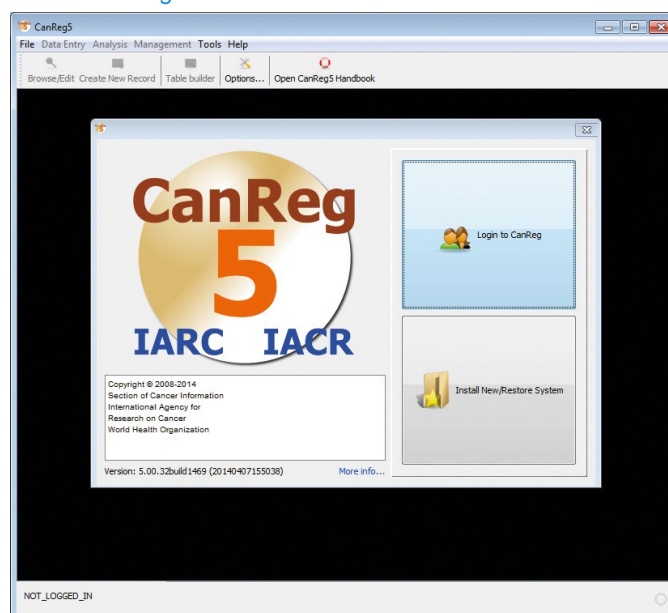 CanReg5
File Data Entry Analysis Management Tools Help
Browse/Edit Create New Record Table builder Options... Open CanReg5 Handbook
CanReg
5
IARC IACR
Login to CanReg
Install New/Restore System
Copyright © 2008-2014
Section of Cancer Information
International Agency for
Research on Cancer
World Health Organization
Version: 5.00.32build1469 (20140407155038) More info...
NOT_LOGGED_IN